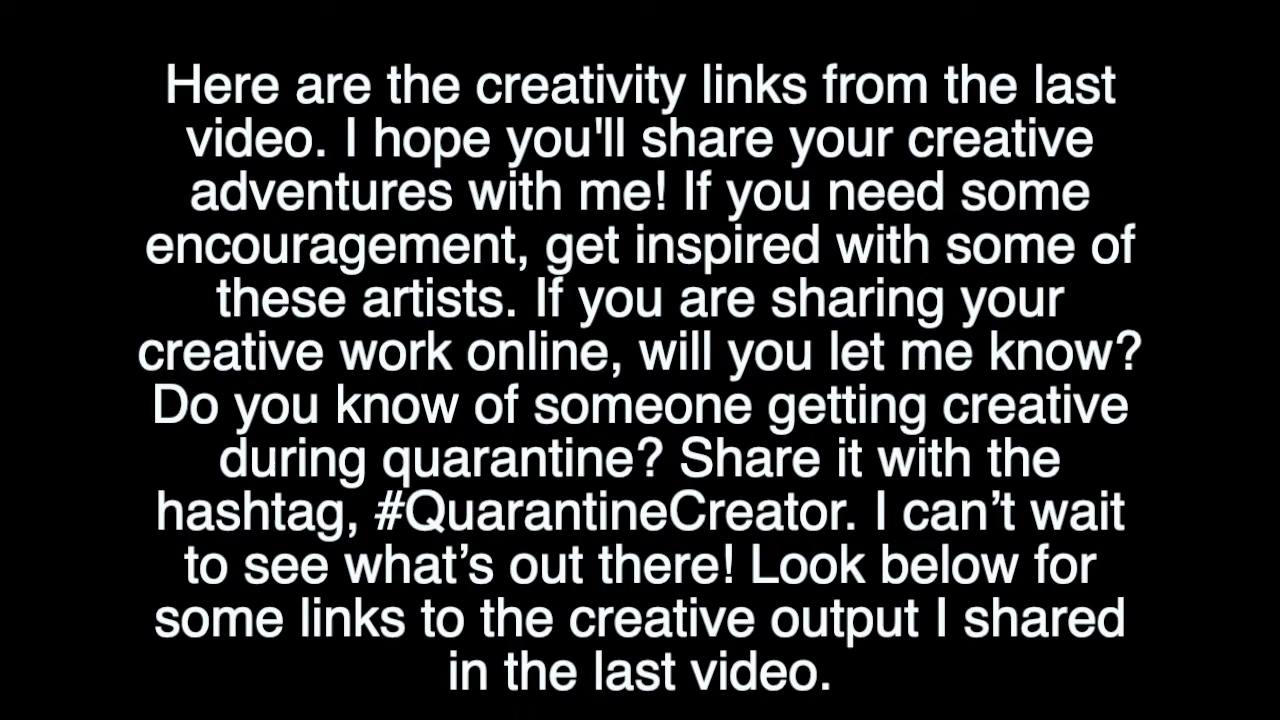 Here are the creativity links from the last
video. I hope you'll share your creative
adventures with me! If you need some
encouragement, get inspired with some of
these artists. If you are sharing your
creative work online, will you let me know?
Do you know of someone getting creative
during quarantine? Share it with the
hashtag, #QuarantineCreator. I can’t wait
to see what’s out there! Look below for
some links to the creative output I shared
in the last video.